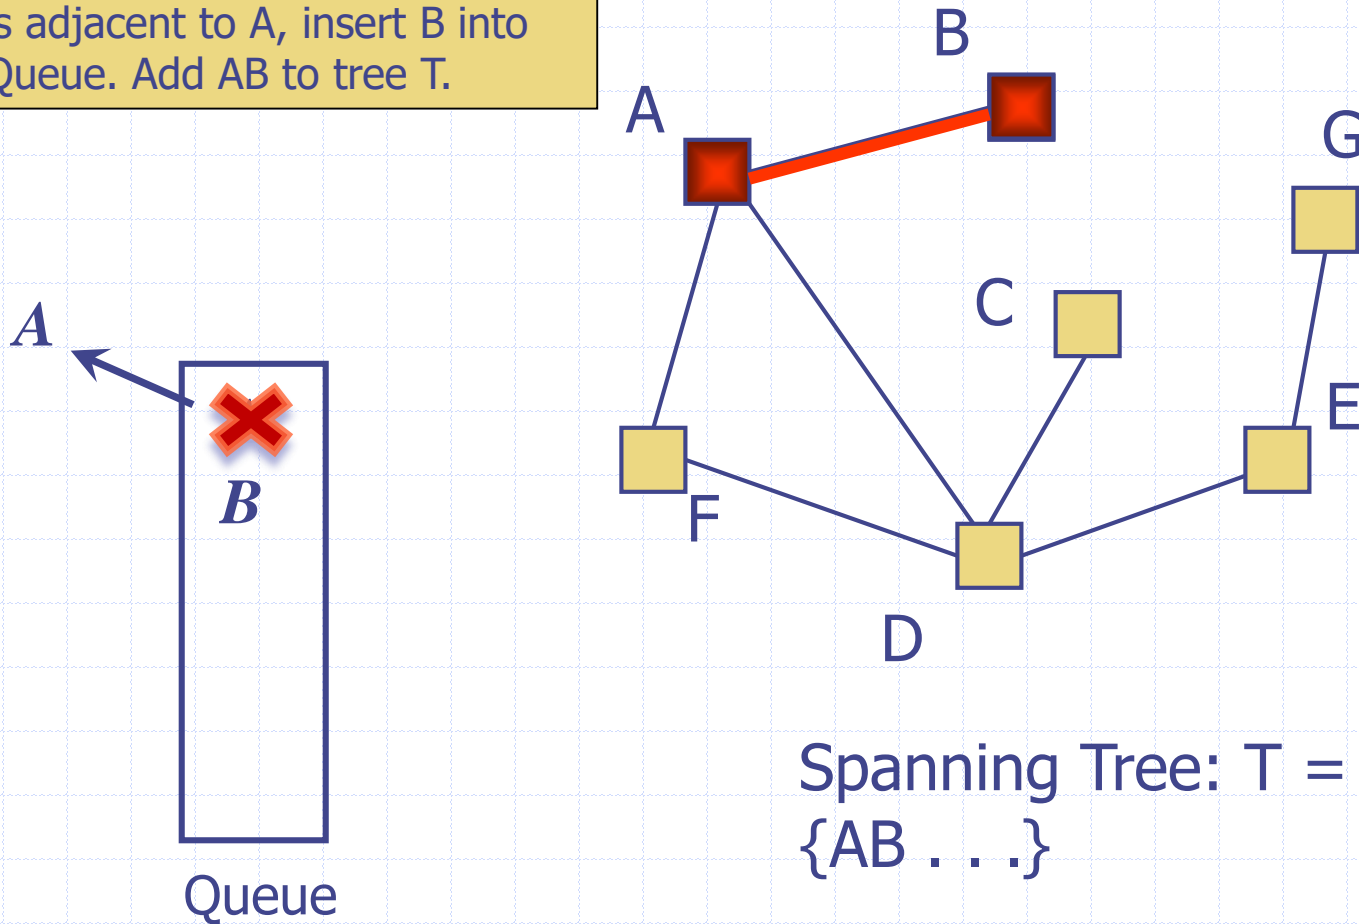 s adjacent to A, insert B into
Queue. Add AB to tree T.
B
A
G
C
A
E
B
F
D
Spanning Tree: T =
{AB . . .}
Queue